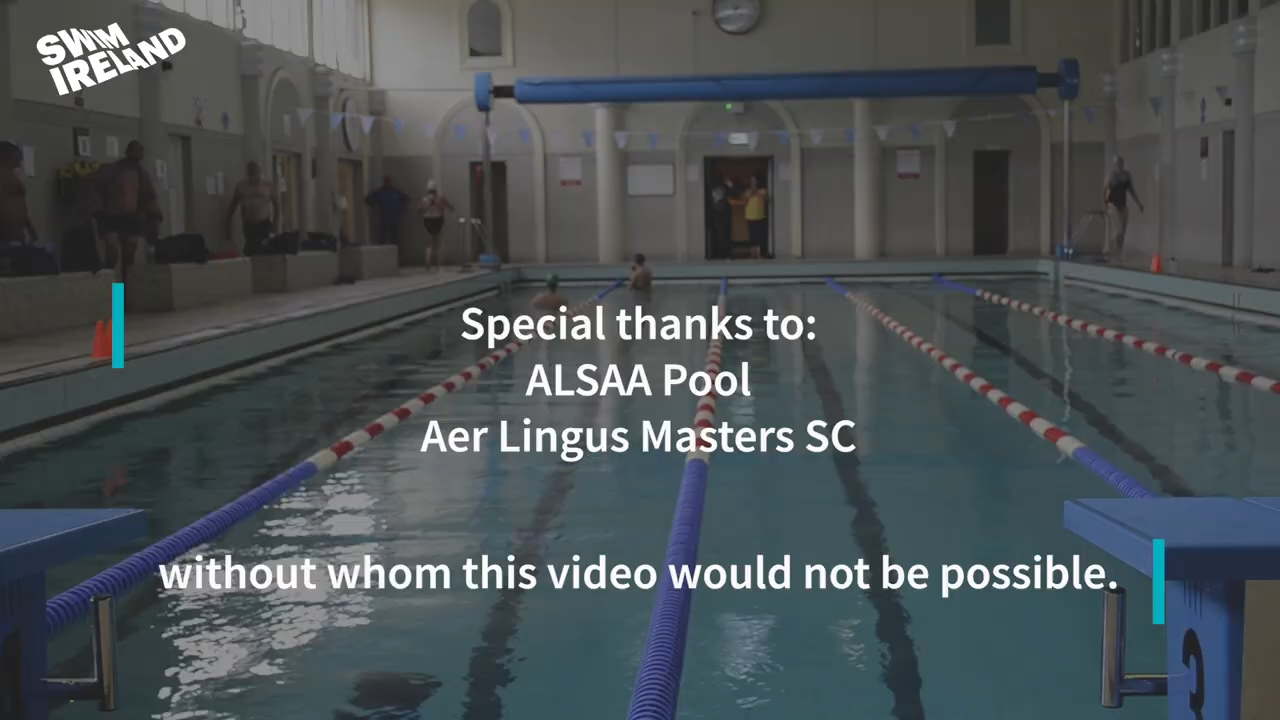 SWIM
IRELAND
Special thanks to:
ALSAA Pool
Aer Lingus Masters SC
without whom this video would not be possible.
3